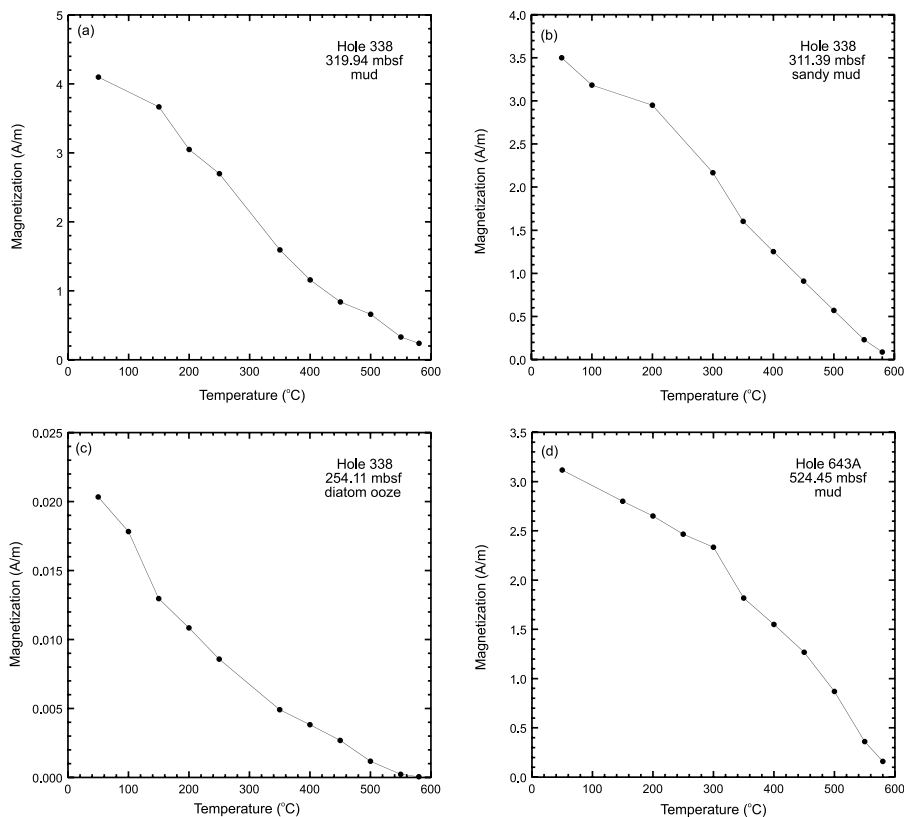 (a)
Hole 338
319.94 mbsf
mud
5
4
3
2
1
0
Magnetization (A/m)
0 100 200 300 400 500 600
Temperature (°C)
(b)
Hole 338
311.39 mbsf
sandy mud
4.0
3.5
3.0
2.5
2.0
1.5
1.0
0.5
0.0
Magnetization (A/m)
0 100 200 300 400 500 600
Temperature (°C)
(c)
Hole 338
254.11 mbsf
diatom ooze
0.025
0.020
0.015
0.010
0.005
0.000
Magnetization (A/m)
0 100 200 300 400 500 600
Temperature (°C)
(d)
Hole 643A
524.45 mbsf
mud
3.5
3.0
2.5
2.0
1.5
1.0
0.5
0.0
Magnetization (A/m)
0 100 200 300 400 500 600
Temperature (°C)